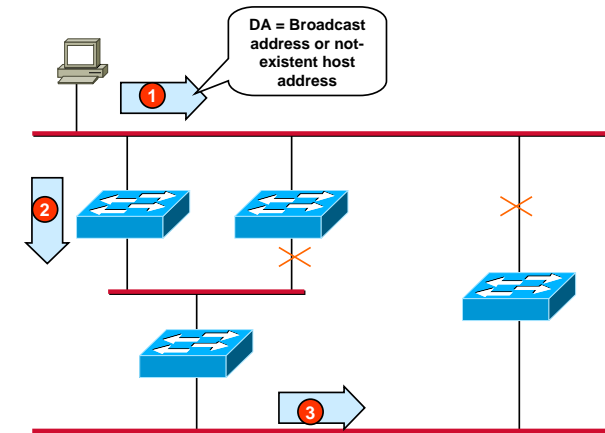 DA = Broadcast
address or not-
existent host
address
1
2
3